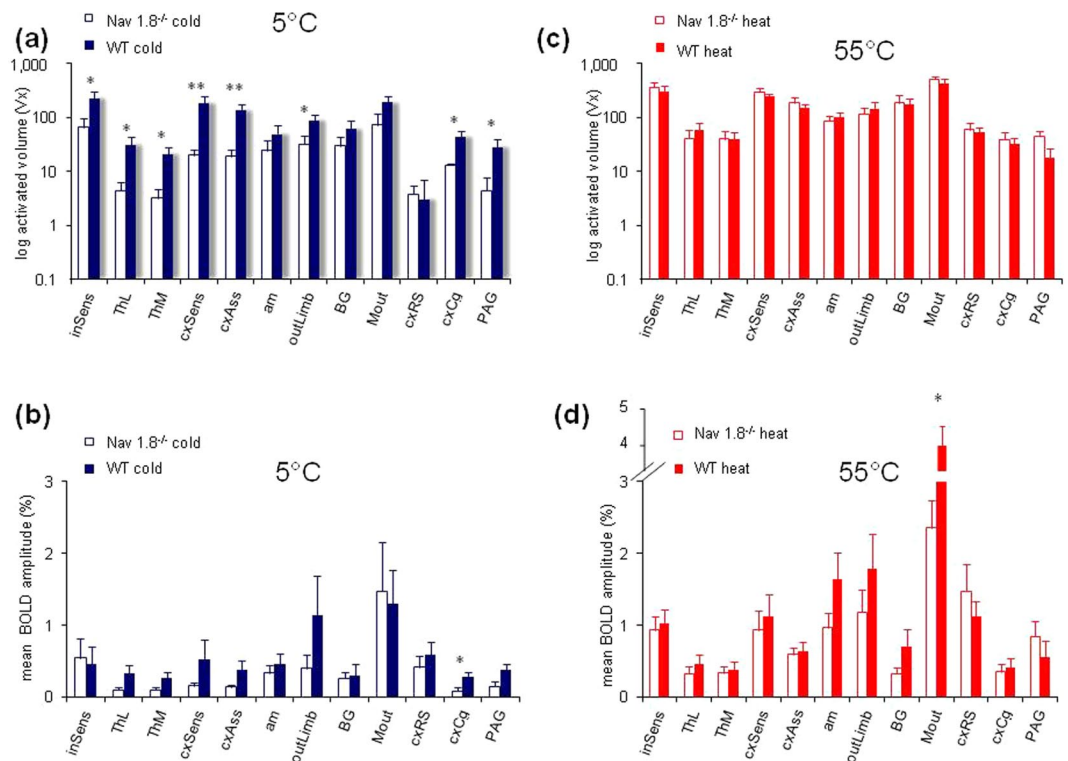 (a)
Nav 1.8-/- cold
WT cold
5°C
log activated volume (Vx)
1,000
100
10
1
0.1
*
*
*
**
**
*
*
*
inSens
ThL
ThM
cxSens
cxAss
am
outLimb
BG
Mout
cxRS
cxCg
PAG
(c)
Nav 1.8-/- heat
WT heat
55°C
log activated volume (Vx)
1,000
100
10
1
0.1
inSens
ThL
ThM
cxSens
cxAss
am
outLimb
BG
Mout
cxRS
cxCg
PAG
(b)
Nav 1.8-/- cold
WT cold
5°C
mean BOLD amplitude (%)
3
2
1
0
*
inSens
ThL
ThM
cxSens
cxAss
am
outLimb
BG
Mout
cxRS
cxCg
PAG
(d)
Nav 1.8-/- heat
WT heat
55°C
mean BOLD amplitude (%)
5
4
3
2
1
0
*
inSens
ThL
ThM
cxSens
cxAss
am
outLimb
BG
Mout
cxRS
cxCg
PAG